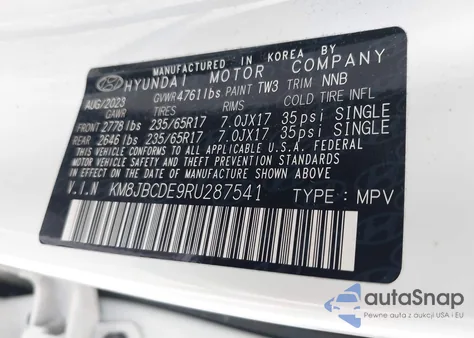 MANUFACTURED IN KOREA BY
HYUNDAI MOTOR COMPANY
AUG/2023 GVWR 4761 lbs PAINT TW3 TRIM NNB
GAWR TIRES RIMS COLD TIRE INFL
FRONT 2778 lbs 235/65R17 7.0JX17 35psi SINGLE
REAR 2646 lbs 235/65R17 7.0JX17 35psi SINGLE
THIS VEHICLE CONFORMS TO ALL APPLICABLE U.S.A. FEDERAL
MOTOR VEHICLE SAFETY AND THEFT PREVENTION STANDARDS
IN EFFECT ON THE DATE OF MANUFACTURE SHOWN ABOVE.
V.I.N KM8JBCDE9RU287541 TYPE : MPV
autaSnap
Auta z aukcji poleasingowych USA i EU